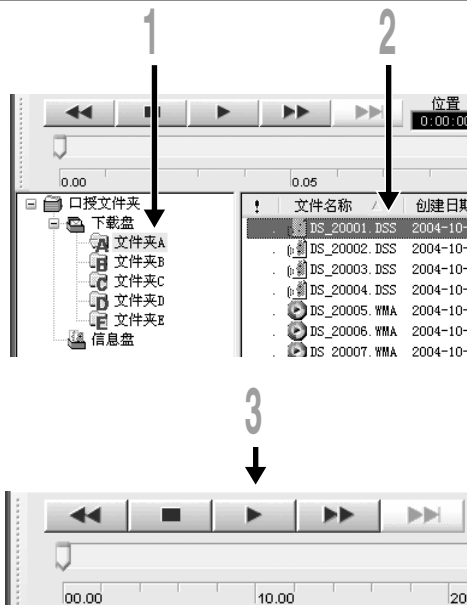 1
2
位置
0:00:00
0.00
0.05
口授文件夹
下载盘
文件夹A
文件夹B
文件夹C
文件夹D
文件夹E
信息盘
! 文件名称 创建日期
DS_20001.DSS 2004-10-
DS_20002.DSS 2004-10-
DS_20003.DSS 2004-10-
DS_20004.DSS 2004-10-
DS_20005.WMA 2004-10-
DS_20006.WMA 2004-10-
DS_20007.WMA 2004-10-
3
00.00
10.00
20